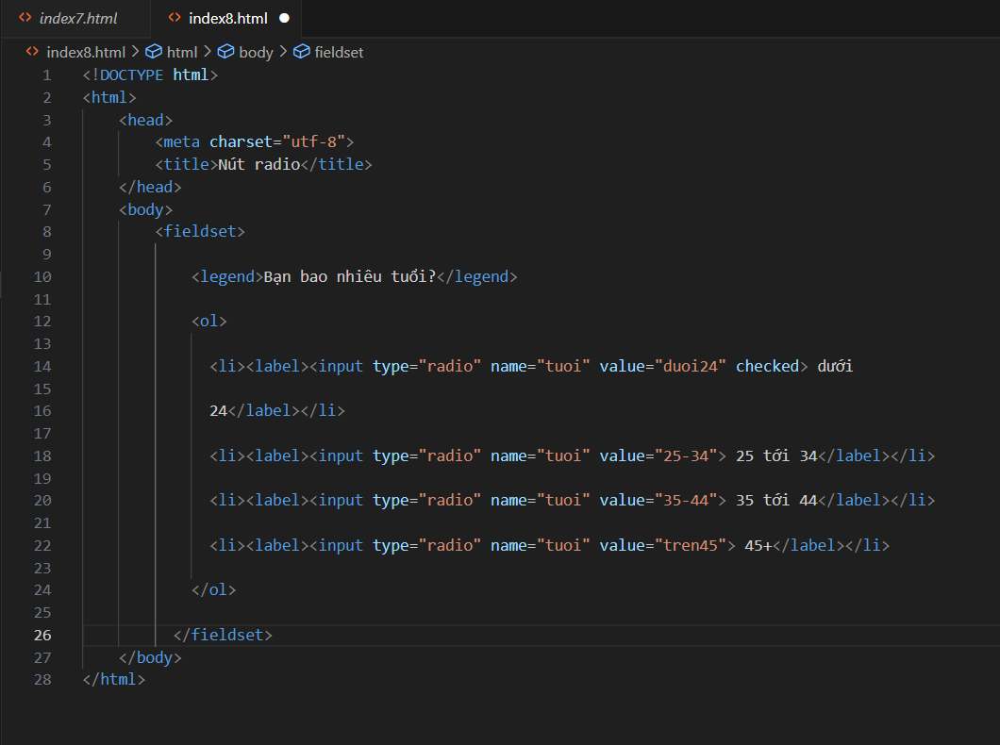 index7.html
index8.html
index8.html > html > body > fieldset
1 <!DOCTYPE html>
2 <html>
3 <head>
4 <meta charset="utf-8">
5 <title>Nút radio</title>
6 </head>
7 <body>
8 <fieldset>
9
10 <legend>Bạn bao nhiêu tuổi?</legend>
11
12 <ol>
13
14 <li><label><input type="radio" name="tuoi" value="duoi24" checked> dưới
15
16 24</label></li>
17
18 <li><label><input type="radio" name="tuoi" value="25-34"> 25 tới 34</label></li>
19
20 <li><label><input type="radio" name="tuoi" value="35-44"> 35 tới 44</label></li>
21
22 <li><label><input type="radio" name="tuoi" value="tren45"> 45+</label></li>
23
24 </ol>
25
26 </fieldset>
27 </body>
28 </html>